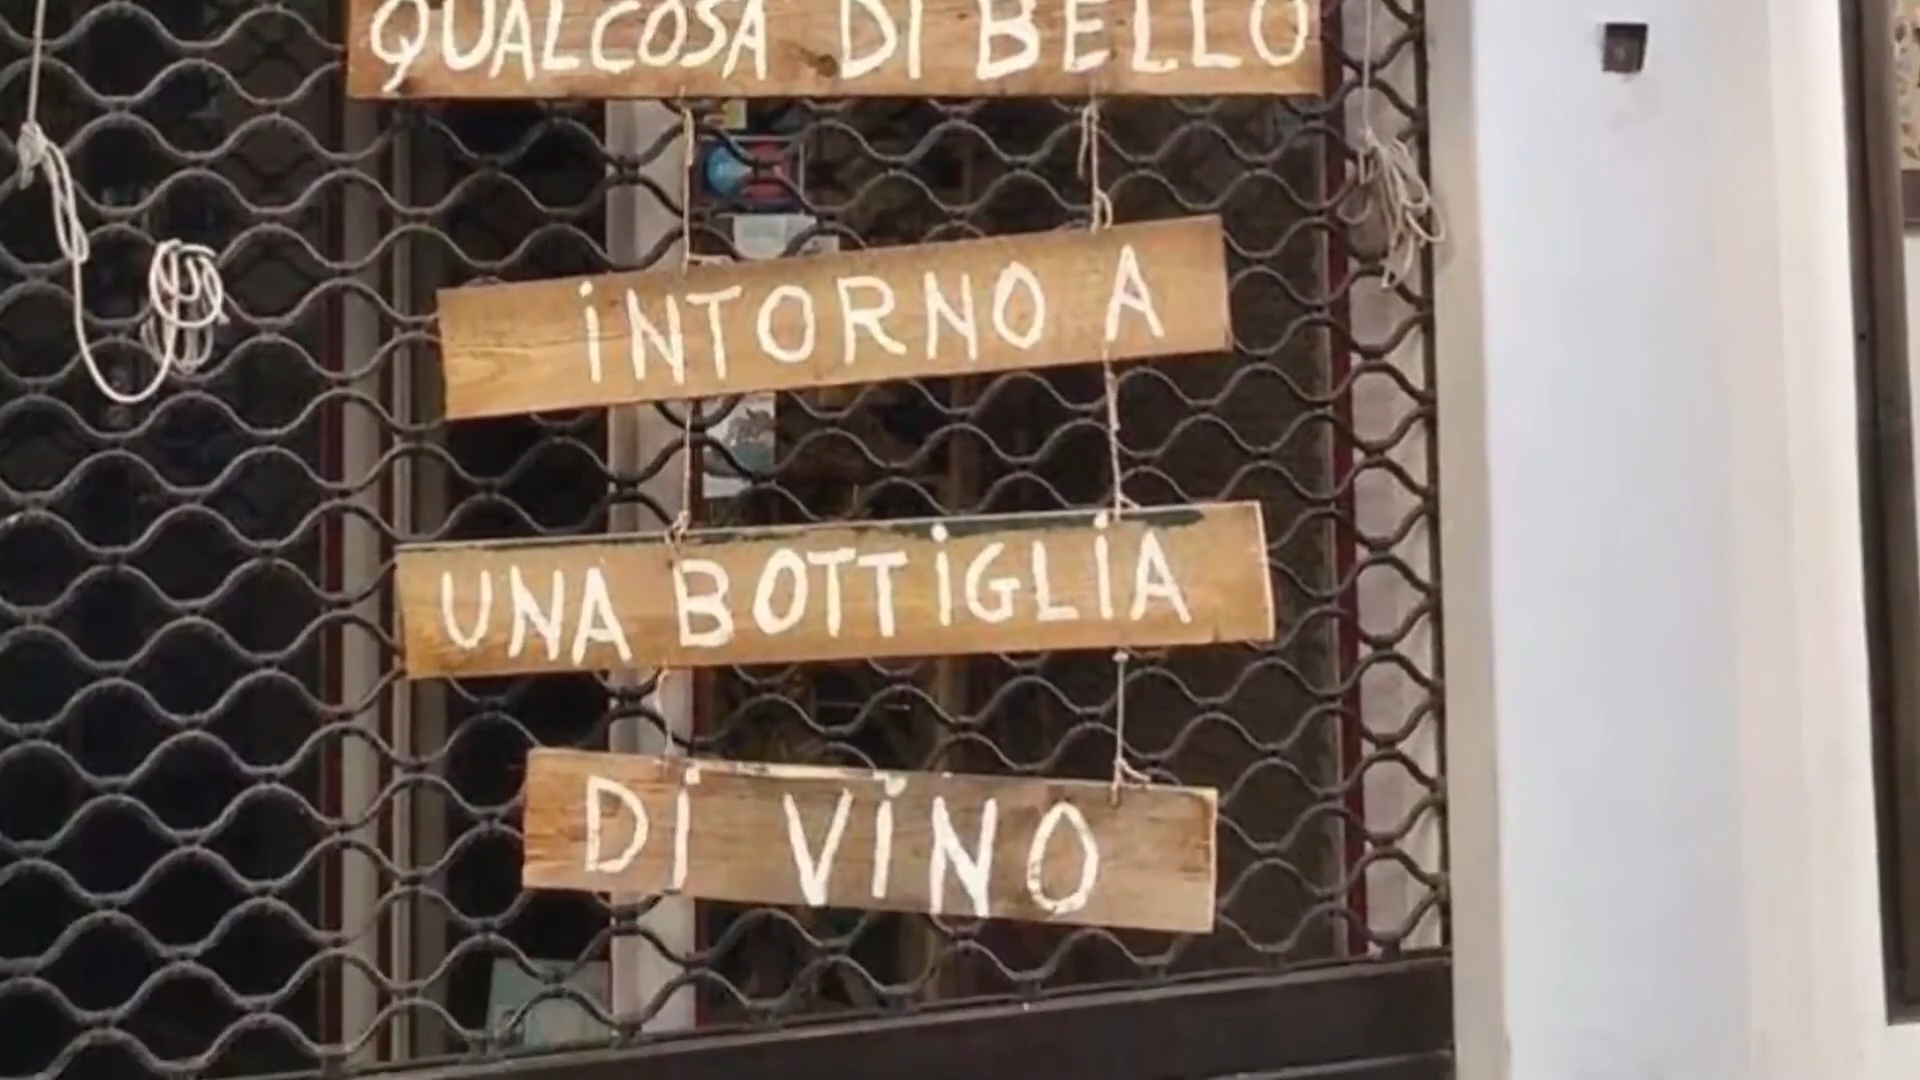 QUALCOSA DI BELLO
iNTORNO A
UNA BOTTiGLiA
Di ViNO